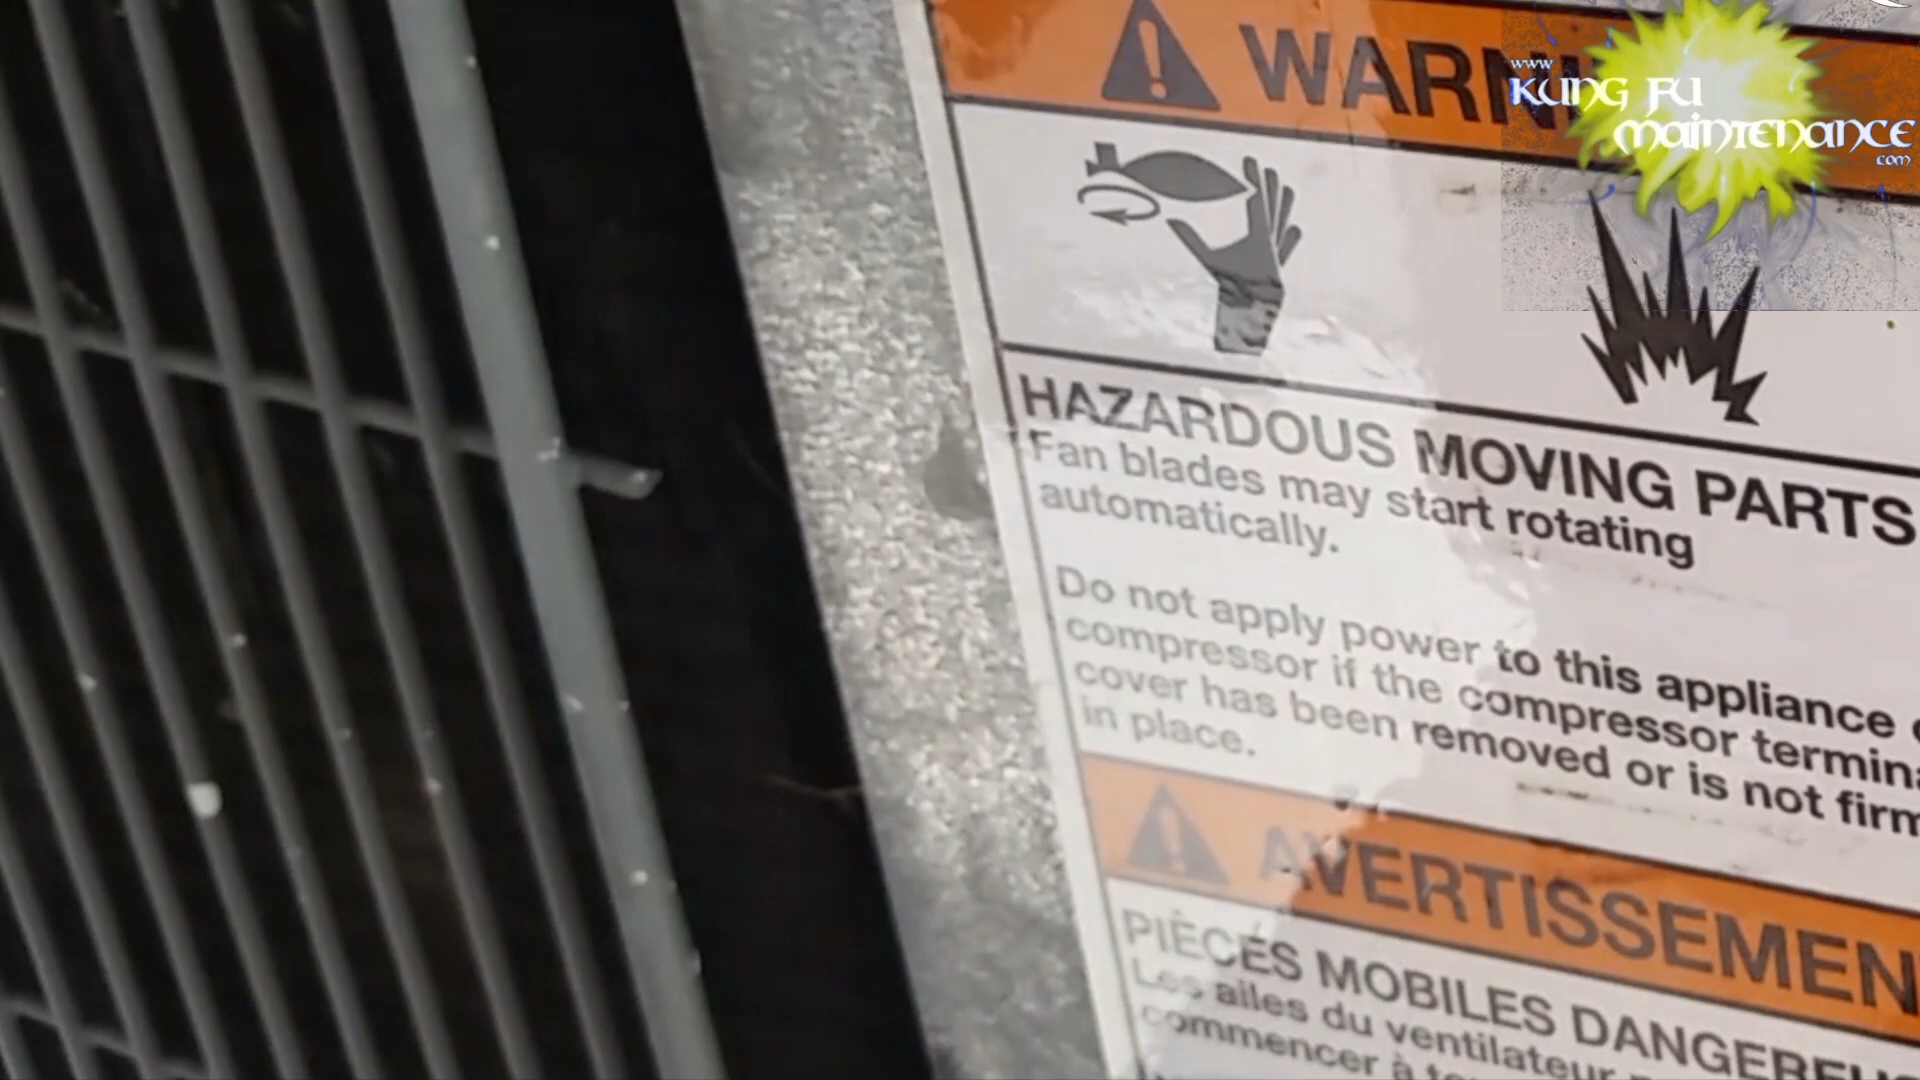 WARNI
www
KUNG FU
MAINTENANCE
.com
HAZARDOUS MOVING PARTS
Fan blades may start rotating
automatically.
Do not apply power to this appliance
compressor if the compressor termina
cover has been removed or is not firm
in place.
AVERTISSEMEN
PIÈCES MOBILES DANGEREU
Les ailes du ventilateur
commencer à